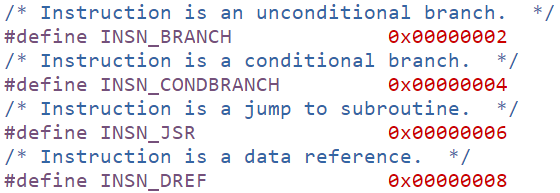 /* Instruction is an unconditional branch.  */
#define INSN_BRANCH             0x00000002
/* Instruction is a conditional branch.  */
#define INSN_CONDBRANCH         0x00000004
/* Instruction is a jump to subroutine.  */
#define INSN_JSR                0x00000006
/* Instruction is a data reference.  */
#define INSN_DREF               0x00000008